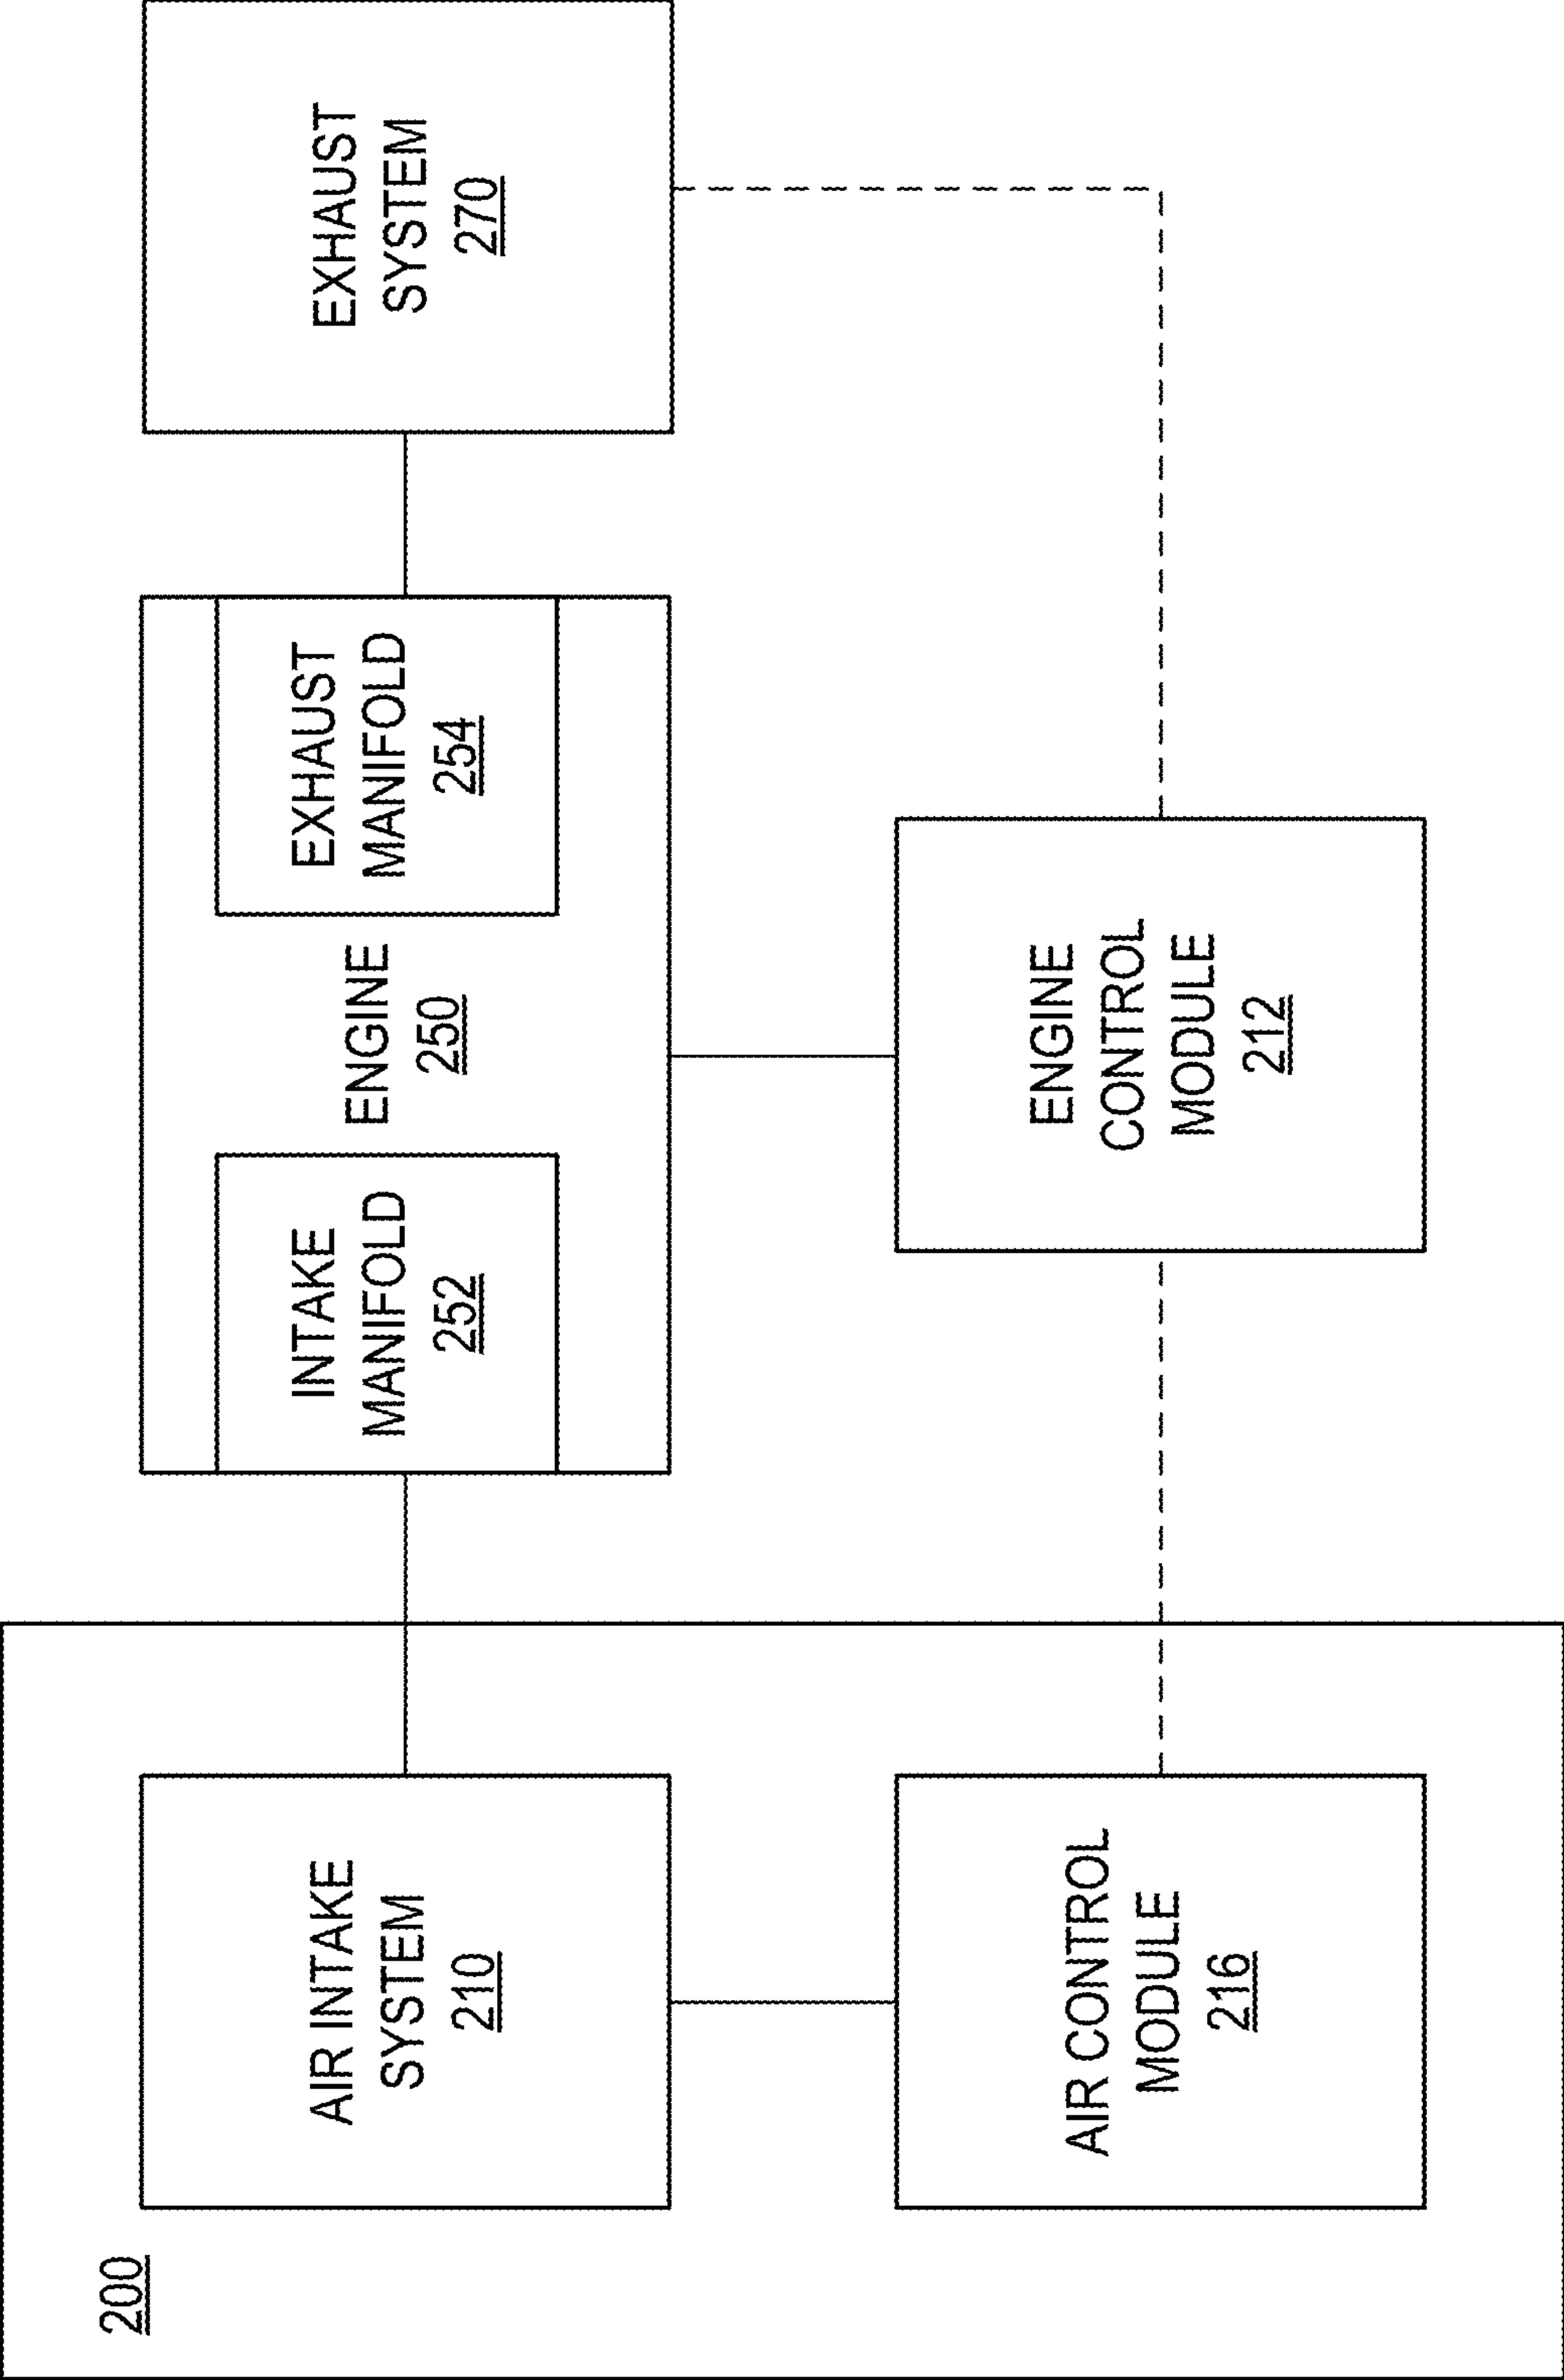 200
AIR INTAKE
SYSTEM
210
INTAKE
MANIFOLD
252
ENGINE
250
EXHAUST
MANIFOLD
254
EXHAUST
SYSTEM
270
AIR CONTROL
MODULE
216
ENGINE
CONTROL
MODULE
212